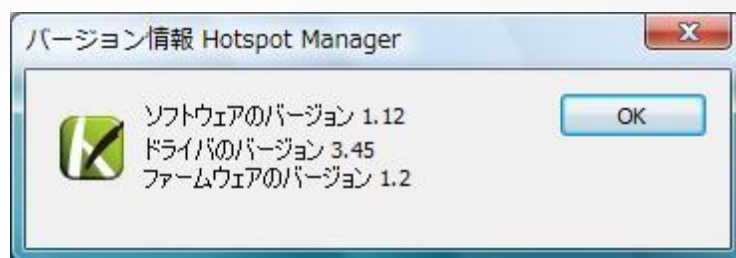 バージョン情報 Hotspot Manager
ソフトウェアのバージョン 1.12
OK
ドライバのバージョン 3.45
ファームウェアのバージョン 1.2